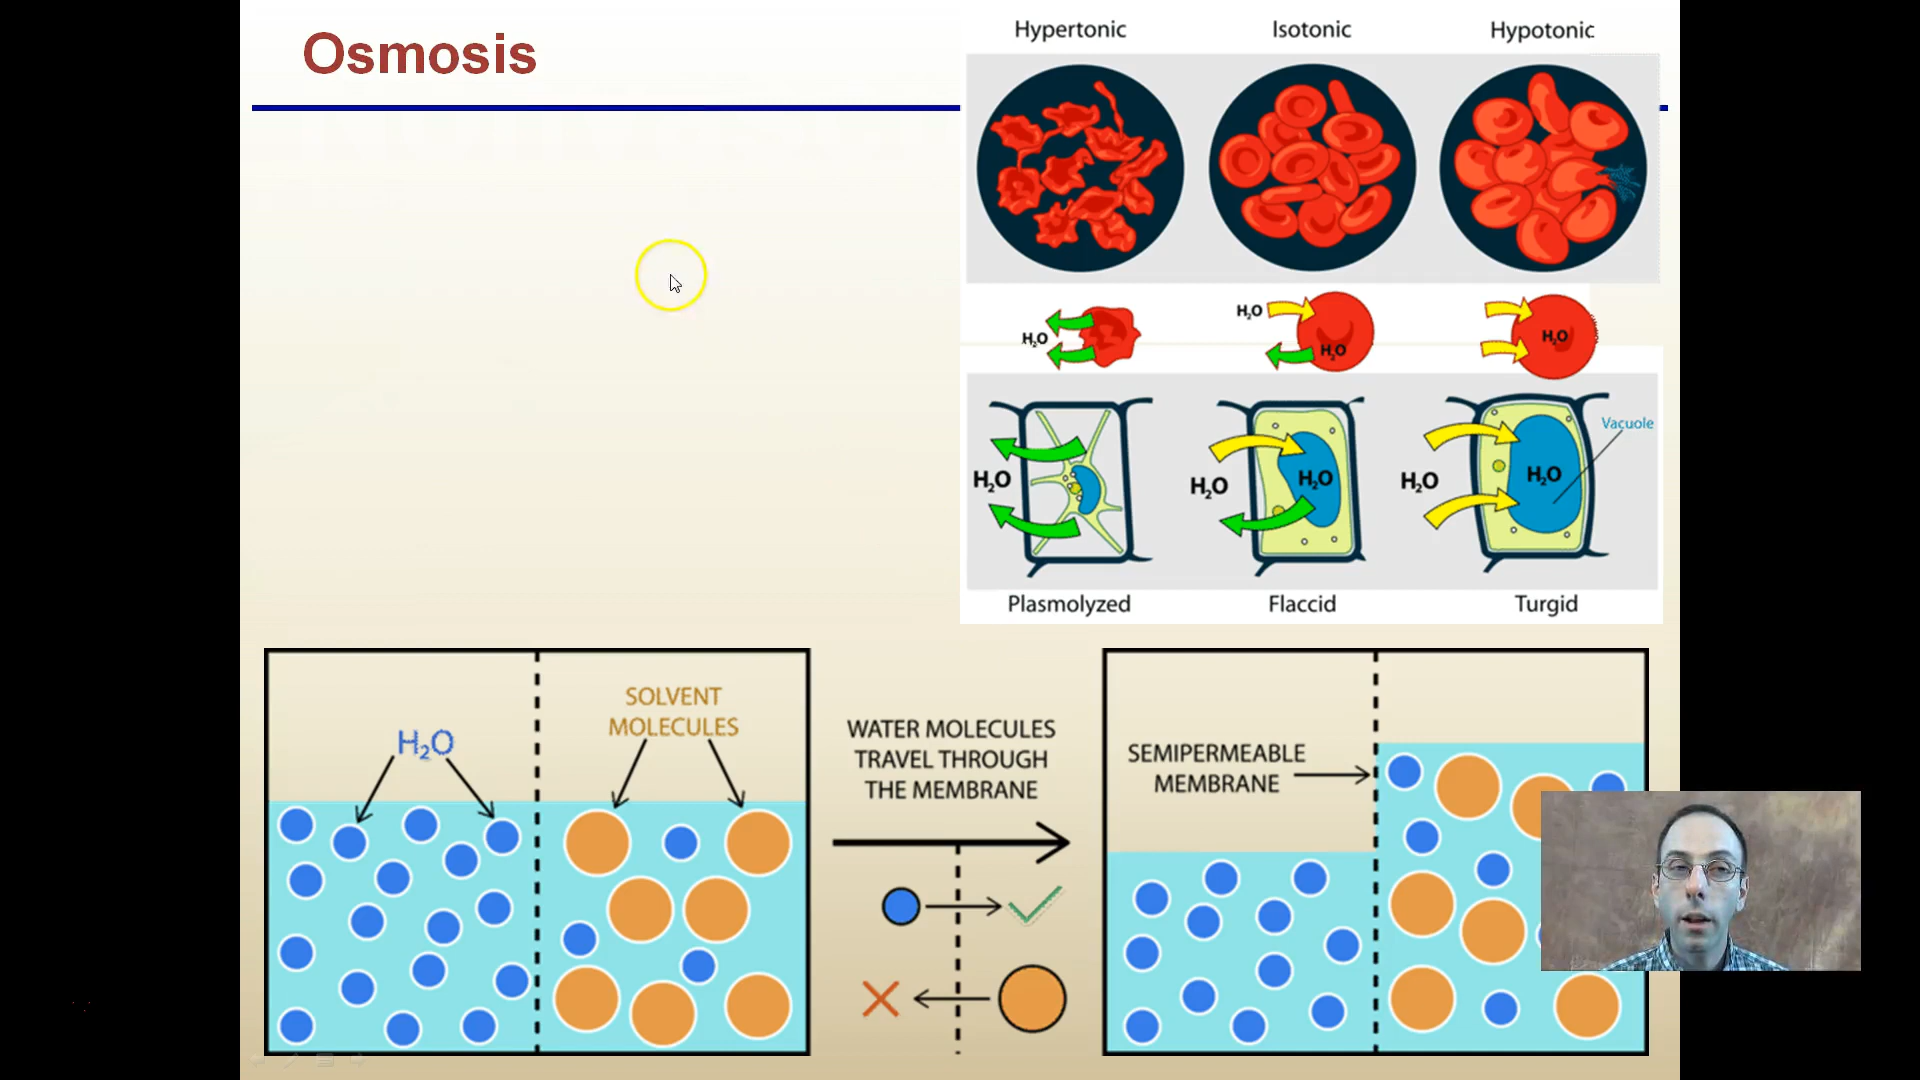 Osmosis
Hypertonic
Isotonic
Hypotonic
H₂O
H₂O
H₂O
H₂O
H₂O
H₂O
H₂O
H₂O
H₂O
Vacuole
Plasmolyzed
Flaccid
Turgid
H₂O
SOLVENT
MOLECULES
WATER MOLECULES
TRAVEL THROUGH
THE MEMBRANE
SEMIPERMEABLE
MEMBRANE